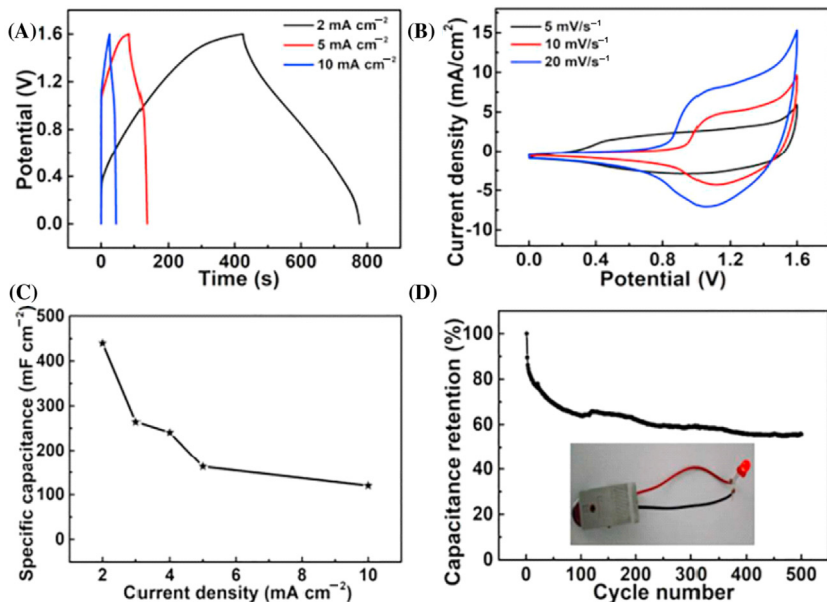 (A)
2 mA cm⁻²
5 mA cm⁻²
10 mA cm⁻²
Potential (V)
1.6
1.2
0.8
0.4
0.0
0 200 400 600 800
Time (s)
(B)
5 mV/s⁻¹
10 mV/s⁻¹
20 mV/s⁻¹
Current density (mA/cm²)
15
10
5
0
-5
-10
0.0 0.4 0.8 1.2 1.6
Potential (V)
(C)
Specific capacitance (mF cm⁻²)
500
400
300
200
100
0
2 4 6 8 10
Current density (mA cm⁻²)
(D)
Capacitance retention (%)
100
80
60
40
20
0
0 100 200 300 400 500
Cycle number